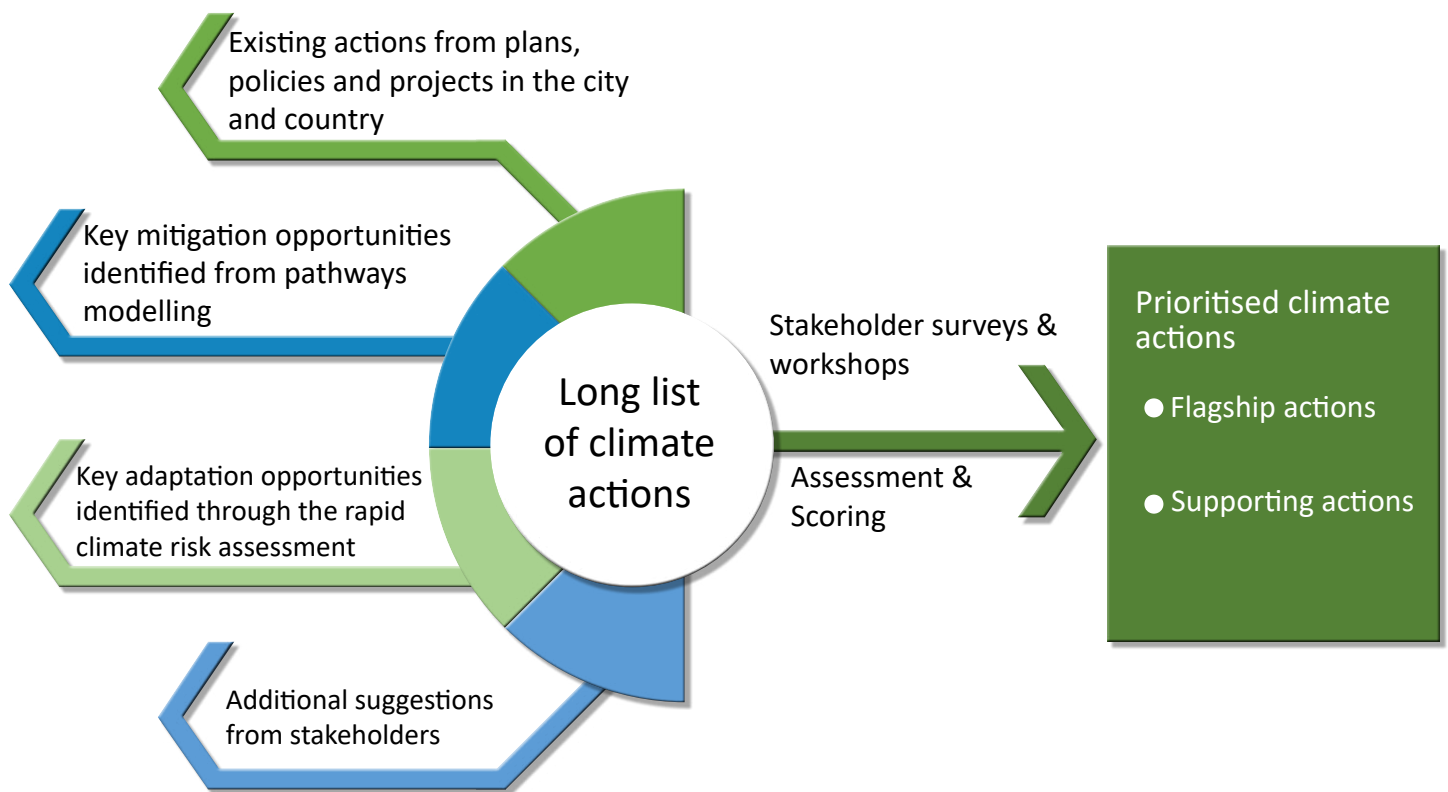 Existing actions from plans,
policies and projects in the city
and country
Key mitigation opportunities
identified from pathways
modelling
Key adaptation opportunities
identified through the rapid
climate risk assessment
Additional suggestions
from stakeholders
Long list
of climate
actions
Stakeholder surveys &
workshops
Assessment &
Scoring
Prioritised climate
actions
● Flagship actions
● Supporting actions